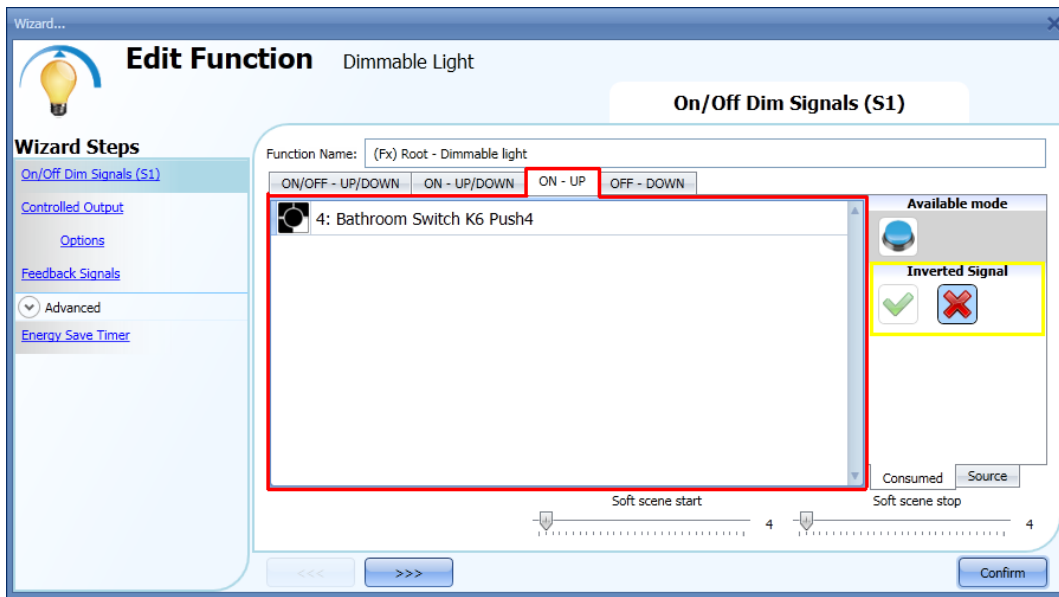 Wizard...
Edit Function Dimmable Light
On/Off Dim Signals (S1)
Wizard Steps
On/Off Dim Signals (S1)
Controlled Output
Options
Feedback Signals
Advanced
Energy Save Timer
Function Name: (Fx) Root - Dimmable light
ON/OFF - UP/DOWN ON - UP/DOWN ON - UP OFF - DOWN
4: Bathroom Switch K6 Push4
Available mode
Inverted Signal
Consumed Source
Soft scene start Soft scene stop
4 4
<<< >>> Confirm